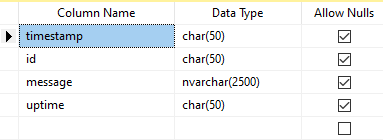 Column Name Data Type Allow Nulls
timestamp char(50)
id char(50)
message nvarchar(2500)
uptime char(50)